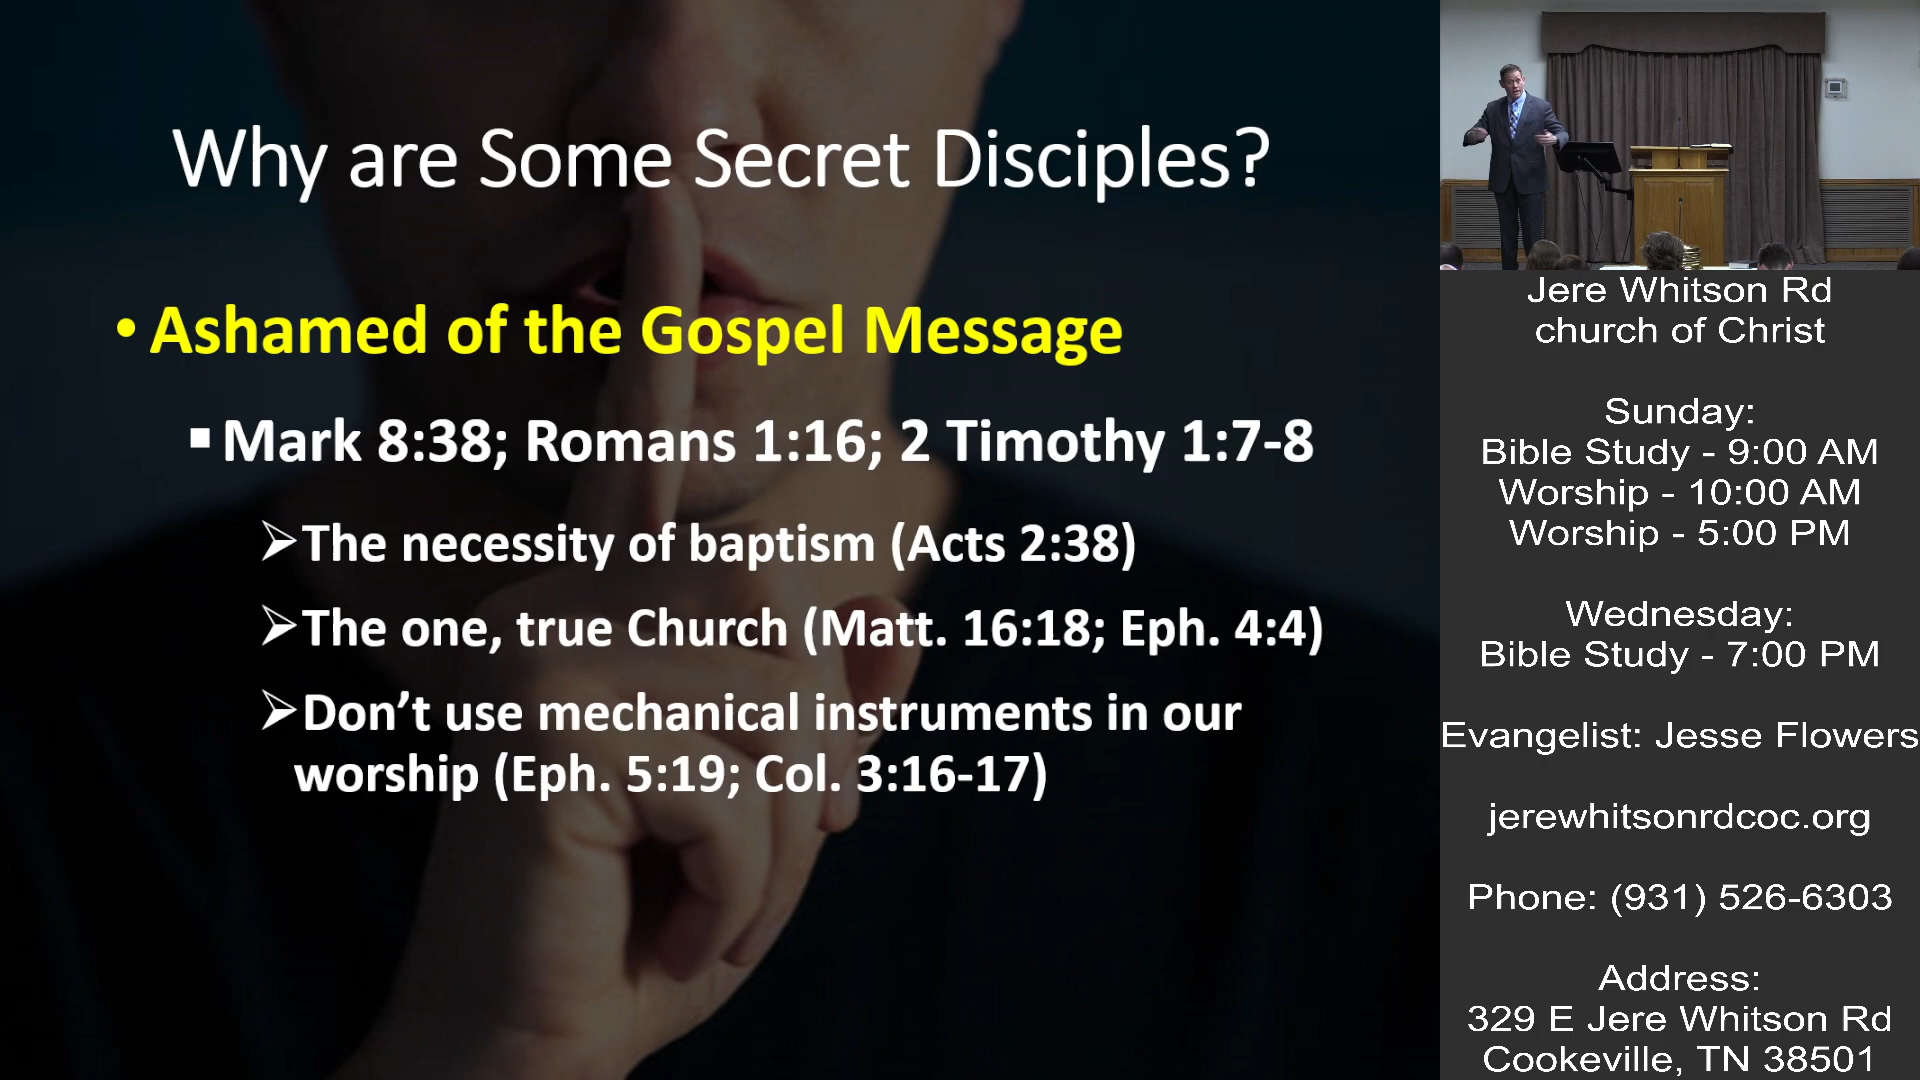 Why are Some Secret Disciples?
• Ashamed of the Gospel Message
▪ Mark 8:38; Romans 1:16; 2 Timothy 1:7-8
➢ The necessity of baptism (Acts 2:38)
➢ The one, true Church (Matt. 16:18; Eph. 4:4)
➢ Don’t use mechanical instruments in our
worship (Eph. 5:19; Col. 3:16-17)
Jere Whitson Rd
church of Christ
Sunday:
Bible Study - 9:00 AM
Worship - 10:00 AM
Worship - 5:00 PM
Wednesday:
Bible Study - 7:00 PM
Evangelist: Jesse Flowers
jerewhitsonrdcoc.org
Phone: (931) 526-6303
Address:
329 E Jere Whitson Rd
Cookeville, TN 38501